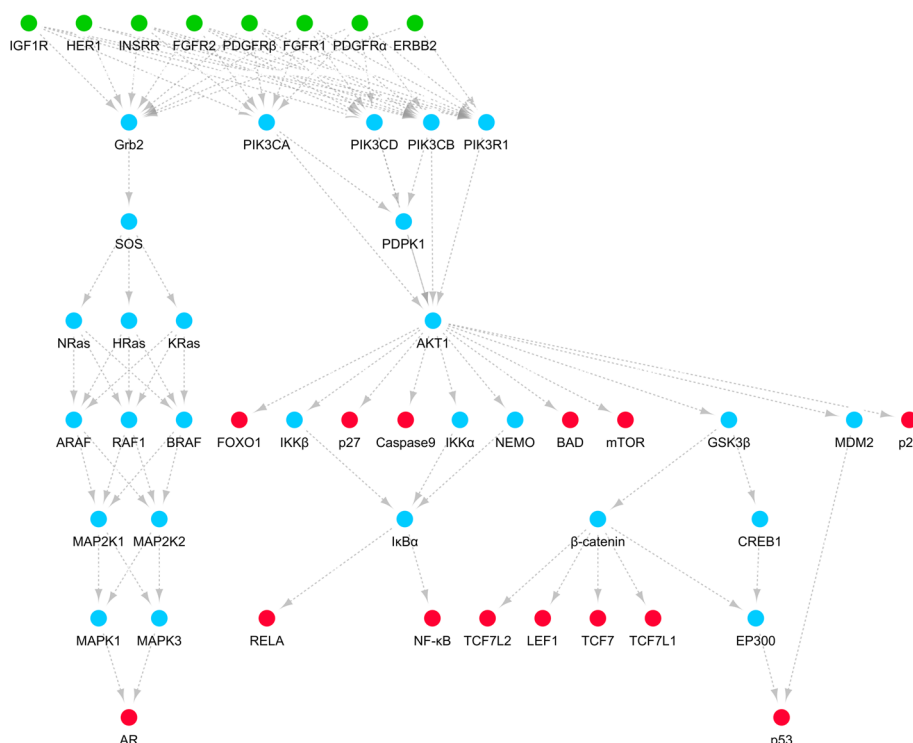 IGF1R HER1 INSRR FGFR2 PDGFRβ FGFR1 PDGFRα ERBB2
Grb2 PIK3CA PIK3CD PIK3CB PIK3R1
SOS PDPK1
NRas HRas KRas AKT1
ARAF RAF1 BRAF FOXO1 IKKβ p27 Caspase9 IKKα NEMO BAD mTOR GSK3β MDM2
MAP2K1 MAP2K2 IκBα β-catenin CREB1
MAPK1 MAPK3 RELA NF-κB TCF7L2 LEF1 TCF7 TCF7L1 EP300
AR p53